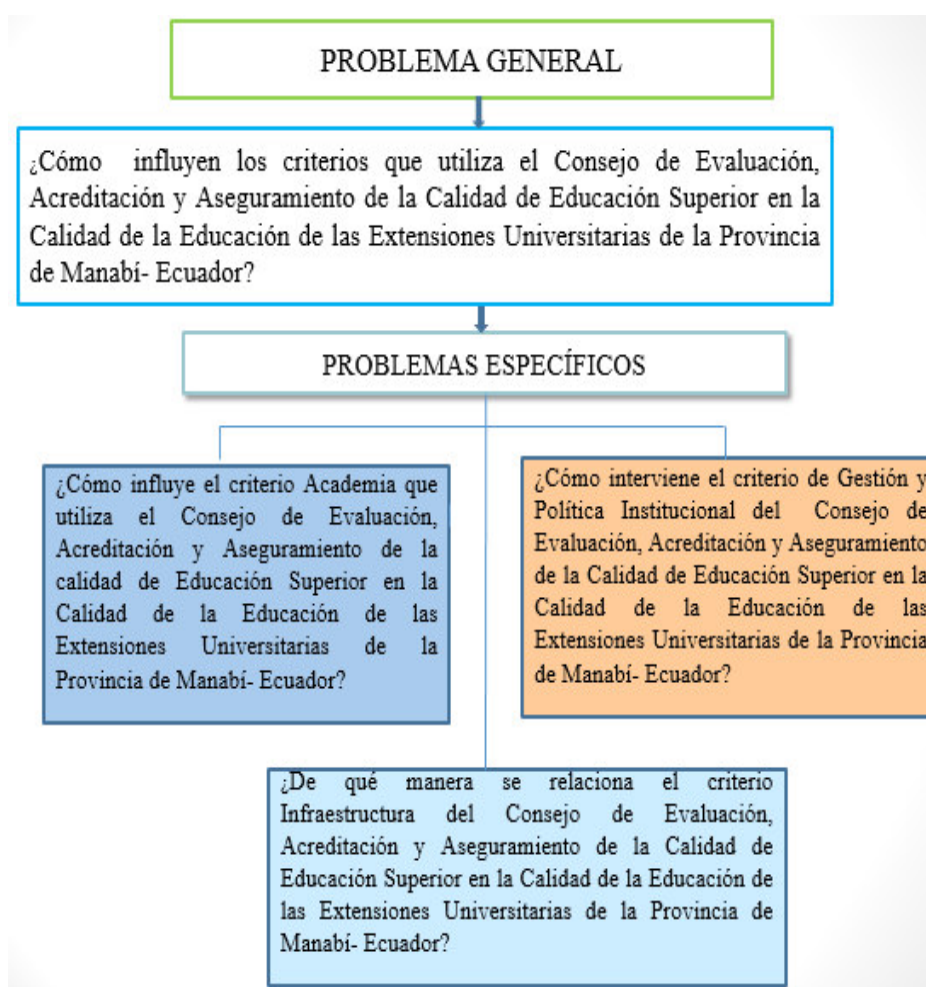 PROBLEMA GENERAL
¿Cómo influyen los criterios que utiliza el Consejo de Evaluación,
Acreditación y Aseguramiento de la Calidad de Educación Superior en la
Calidad de la Educación de las Extensiones Universitarias de la Provincia
de Manabí- Ecuador?
PROBLEMAS ESPECÍFICOS
¿Cómo influye el criterio Academia que
utiliza el Consejo de Evaluación,
Acreditación y Aseguramiento de la
calidad de Educación Superior en la
Calidad de la Educación de las
Extensiones Universitarias de la
Provincia de Manabí- Ecuador?
¿Cómo interviene el criterio de Gestión y
Política Institucional del Consejo de
Evaluación, Acreditación y Aseguramiento
de la Calidad de Educación Superior en la
Calidad de la Educación de las
Extensiones Universitarias de la Provincia
de Manabí- Ecuador?
¿De qué manera se relaciona el criterio
Infraestructura del Consejo de Evaluación,
Acreditación y Aseguramiento de la Calidad de
Educación Superior en la Calidad de la Educación de
las Extensiones Universitarias de la Provincia de
Manabí- Ecuador?